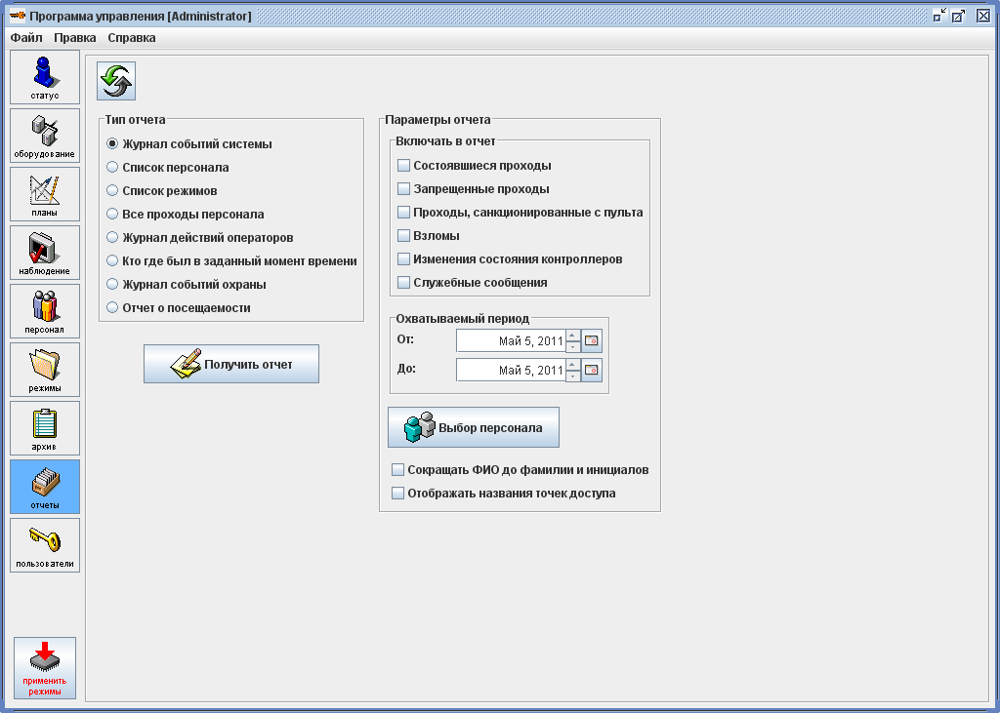 Программа управления [Administrator]
Файл Правка Справка
статус
оборудование
планы
наблюдение
персонал
режимы
архив
отчеты
пользователи
применить
режимы
Тип отчета
Журнал событий системы
Список персонала
Список режимов
Все проходы персонала
Журнал действий операторов
Кто где был в заданный момент времени
Журнал событий охраны
Отчет о посещаемости
Получить отчет
Параметры отчета
Включать в отчет
Состоявшиеся проходы
Запрещенные проходы
Проходы, санкционированные с пульта
Взломы
Изменения состояния контроллеров
Служебные сообщения
Охватываемый период
От: Май 5, 2011
До: Май 5, 2011
Выбор персонала
Сокращать ФИО до фамилии и инициалов
Отображать названия точек доступа